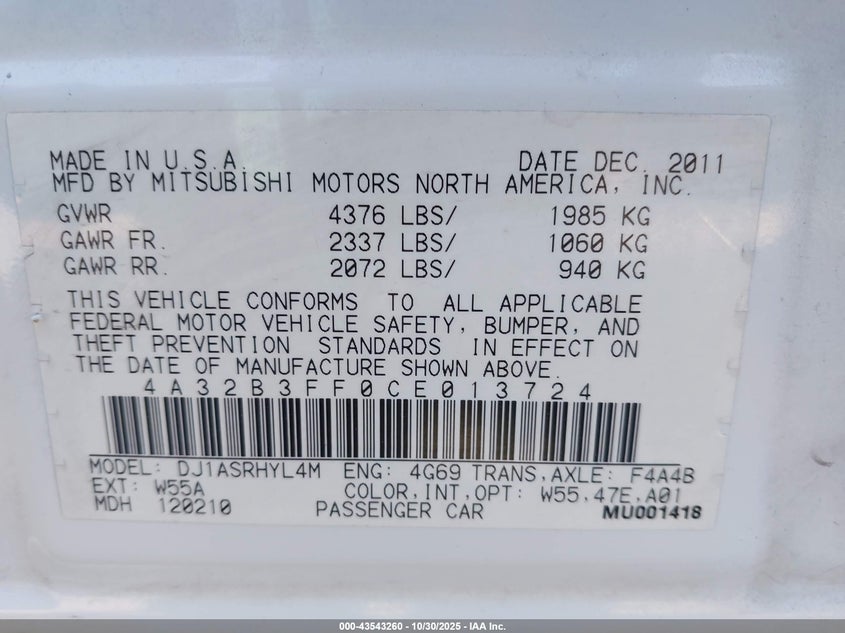 MADE IN U.S.A. DATE DEC. 2011
MFD BY MITSUBISHI MOTORS NORTH AMERICA, INC.
GVWR 4376 LBS/ 1985 KG
GAWR FR. 2337 LBS/ 1060 KG
GAWR RR. 2072 LBS/ 940 KG
THIS VEHICLE CONFORMS TO ALL APPLICABLE
FEDERAL MOTOR VEHICLE SAFETY, BUMPER, AND
THEFT PREVENTION STANDARDS IN EFFECT ON
THE DATE OF MANUFACTURE SHOWN ABOVE.
4A32B3FF0CE013724
MODEL: DJ1ASRHYL4M ENG: 4G69 TRANS,AXLE: F4A4B
EXT: W55A COLOR,INT,OPT: W55,47E,A01
MDH 120210 PASSENGER CAR MU001418
000-43543260 - 10/30/2025 - IAA Inc.